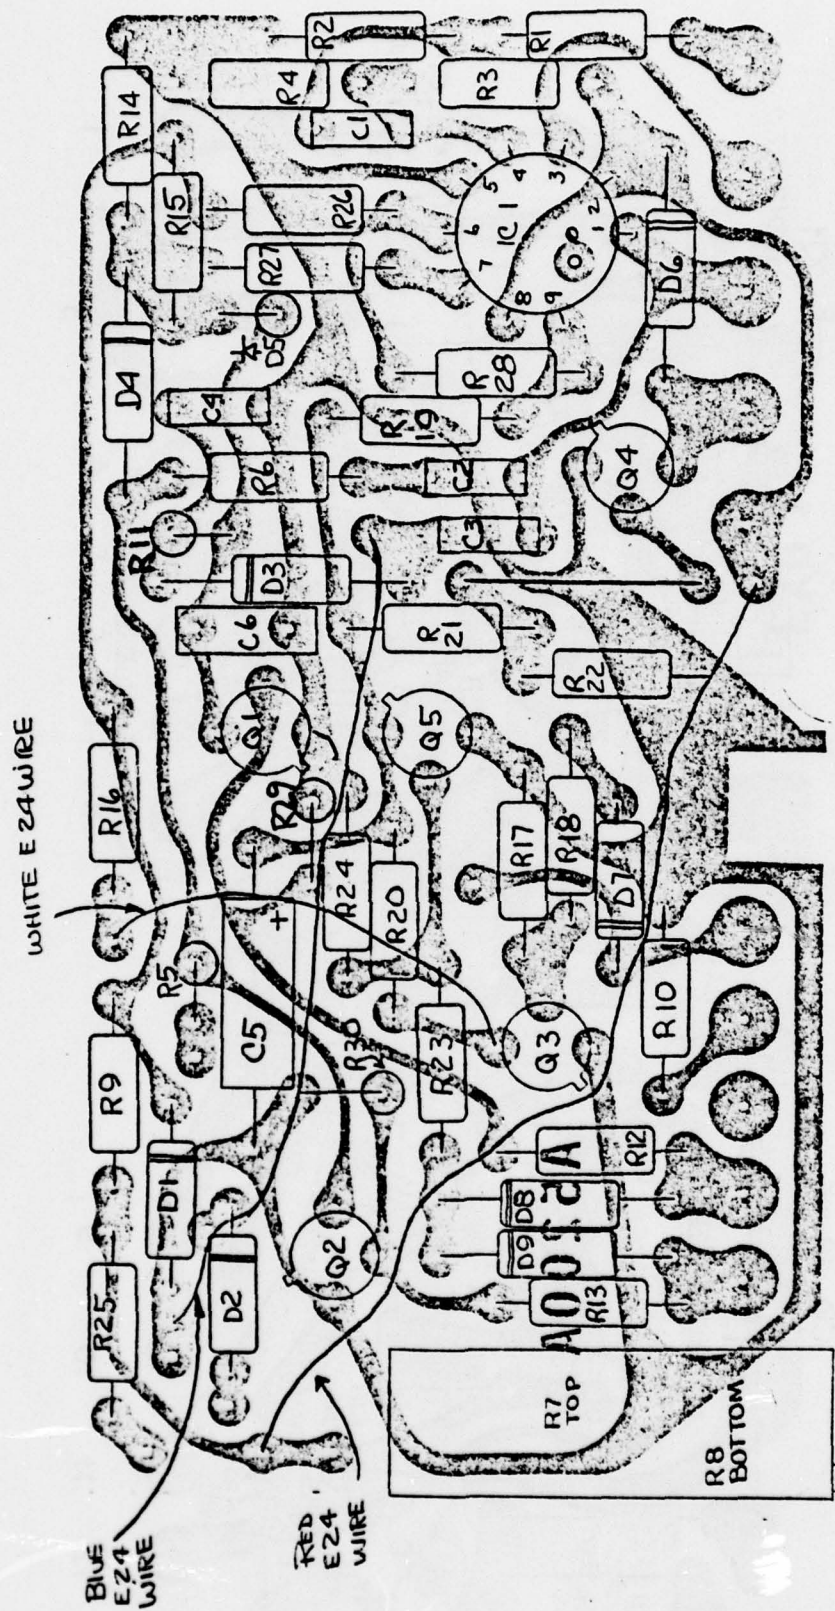 BLUE
E24
WIRE
RED
E24
WIRE
WHITE E 24 WIRE
R25
R9
R16
D4
R14
D1
D2
R5
C5
+
Q1
C6
R11
D3
R6
C4
D5
R15
R27
R26
R4
R2
C1
R3
R1
Q2
R30
R24
R20
R29
Q5
R21
R19
C3
C2
R28
IC1
1
2
3
4
5
6
7
8
9
R23
Q3
R17
R18
D7
R22
Q4
D6
R10
R12
D8
D9
R13
R7
TOP
R8
BOTTOM